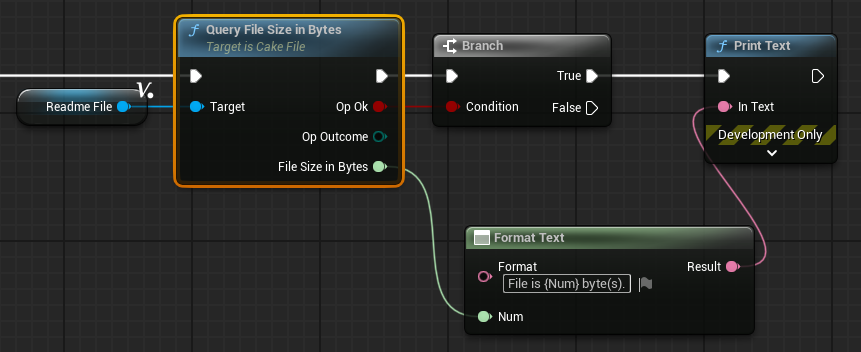 Query File Size in Bytes
Target is Cake File
Readme File
Target
Op Ok
Op Outcome
File Size in Bytes
Branch
Condition
True
False
Print Text
In Text
Development Only
Format Text
Format
File is {Num} byte(s).
Num
Result